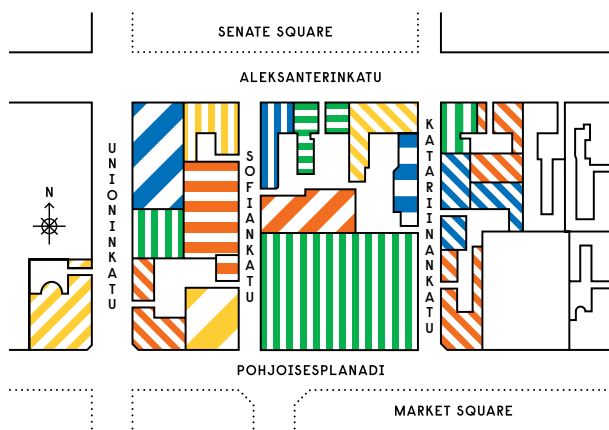 SENATE SQUARE
ALEKSANTERINKATU
UNIONINKATU
SOFIANKATU
KATARIINANKATU
N
POHJOISESPLANADI
MARKET SQUARE